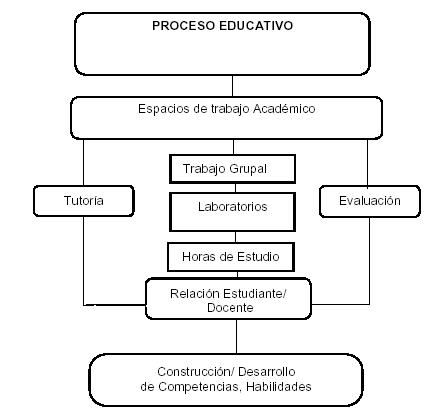 PROCESO EDUCATIVO
Espacios de trabajo Académico
Trabajo Grupal
Tutoría
Laboratorios
Evaluación
Horas de Estudio
Relación Estudiante/
Docente
Construcción/ Desarrollo
de Competencias, Habilidades